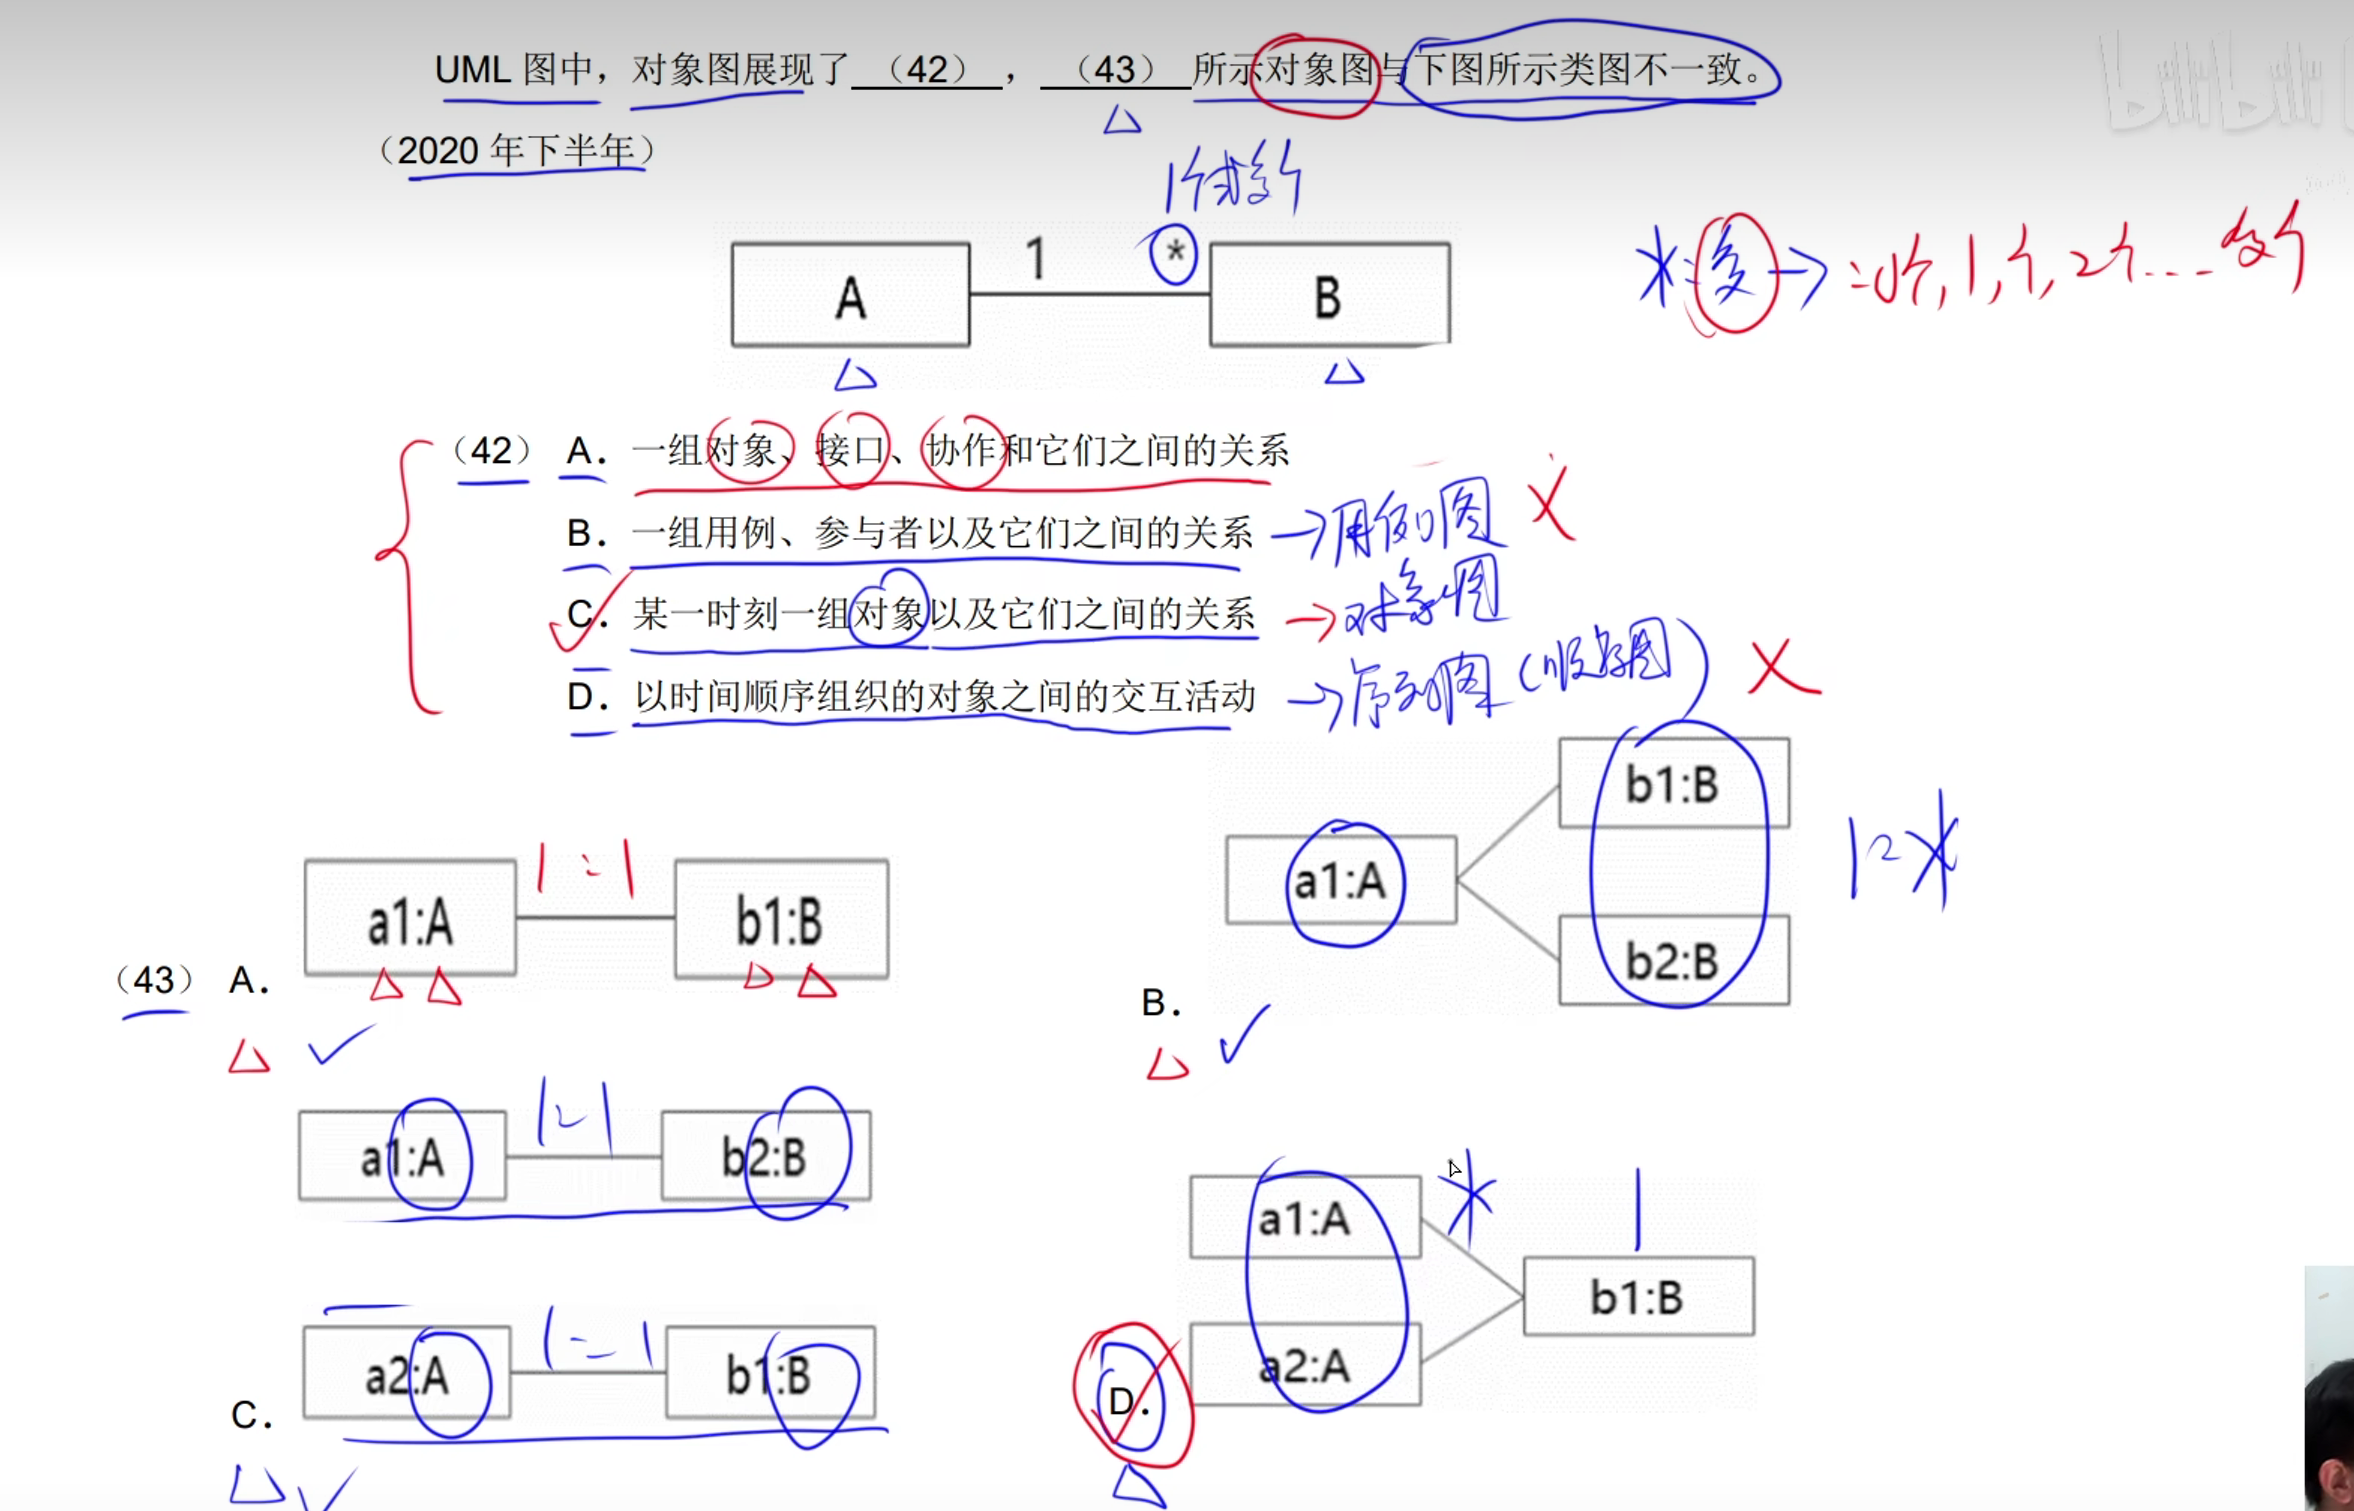 UML 图中，对象图展现了 （42） ， （43） 所示对象图与下图所示类图不一致。
（2020 年下半年）
bilibili
1个或多个
A 1 * B
*:多→:0个,1个,2个...多个
（42） A. 一组对象、接口、协作和它们之间的关系
B. 一组用例、参与者以及它们之间的关系 →用例图 X
C. 某一时刻一组对象以及它们之间的关系 →对象图
D. 以时间顺序组织的对象之间的交互活动 →序列图（顺序图） X
（43） A. a1:A 1:1 b1:B
B. a1:A b1:B b2:B 1:*
C. a1:A 1:1 b2:B
a2:A 1:1 b1:B
D. a1:A a2:A * 1 b1:B